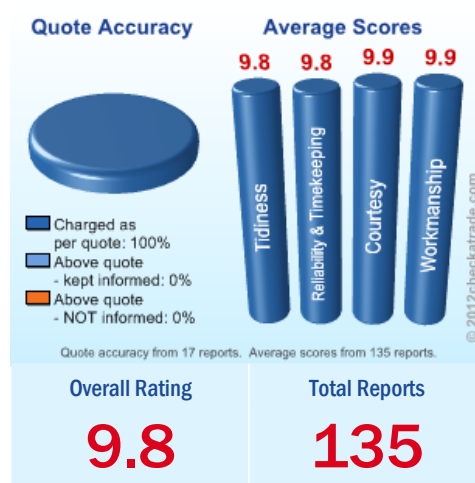 Quote Accuracy
Average Scores
9.8
9.8
9.9
9.9
Tidiness
Reliability & Timekeeping
Courtesy
Workmanship
Charged as
per quote: 100%
Above quote
- kept informed: 0%
Above quote
- NOT informed: 0%
© 2012checkatrade.com
Quote accuracy from 17 reports. Average scores from 135 reports.
Overall Rating
9.8
Total Reports
135